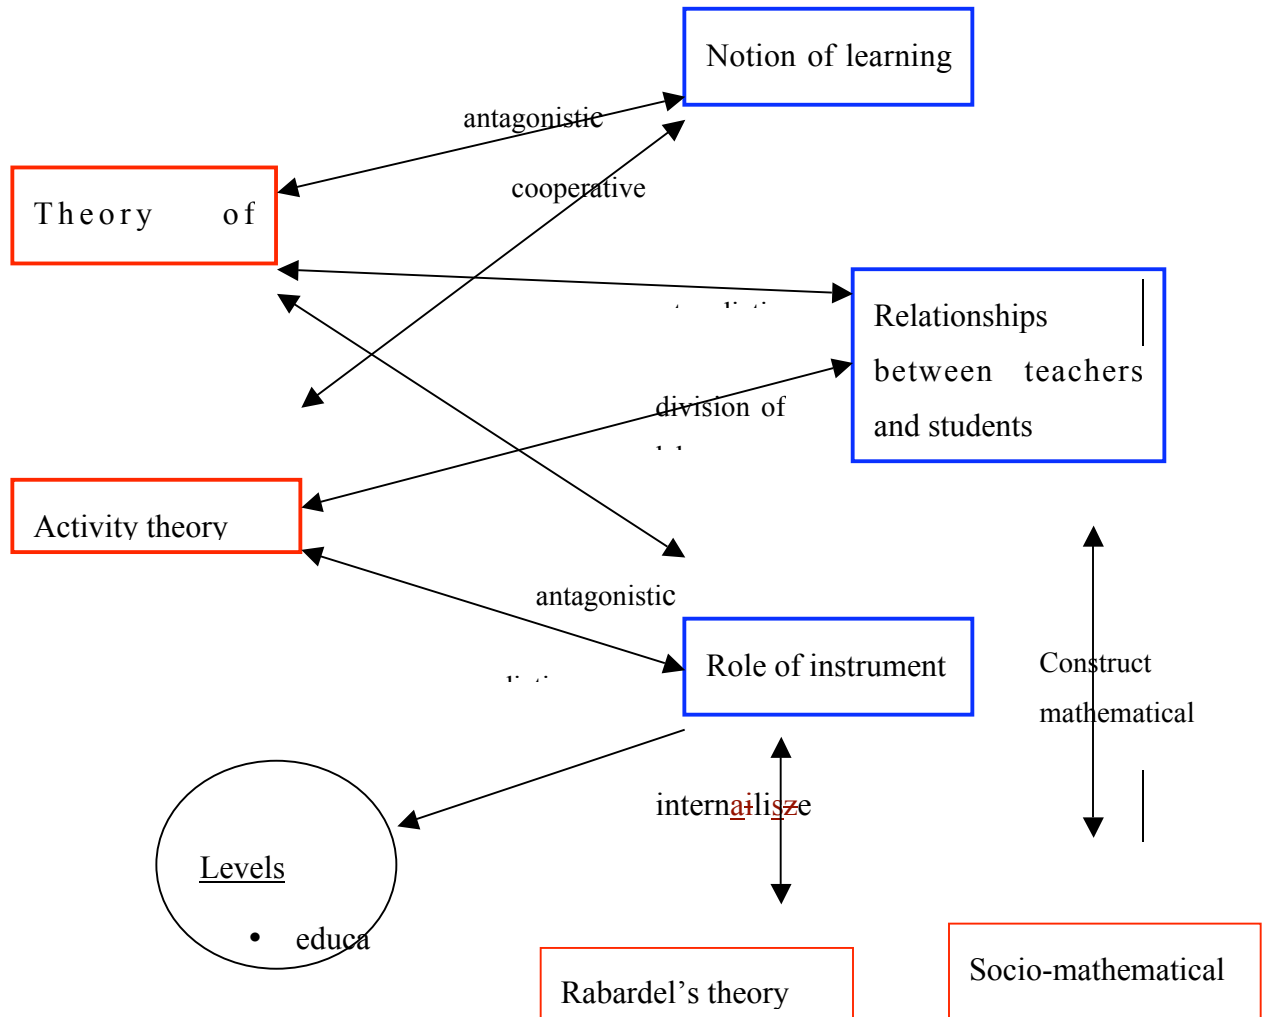 Notion of learning
antagonistic
cooperative
Theory of
Relationships
between teachers
and students
division of
Activity theory
antagonistic
Role of instrument
Construct
mathematical
internailisze
Levels
• educa
Rabardel’s theory
Socio-mathematical